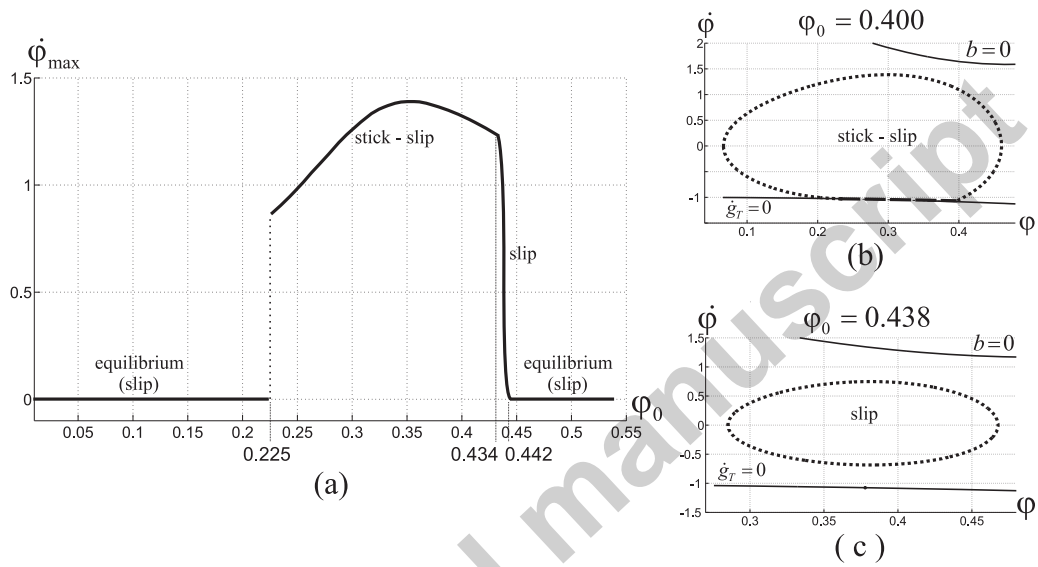 φ̇max
1.5
1
0.5
0
stick - slip
slip
equilibrium
(slip)
equilibrium
(slip)
φ0
0.05 0.1 0.15 0.2 0.25 0.3 0.35 0.4 0.45 0.5 0.55
0.225 0.434 0.442
(a)
φ̇ φ0 = 0.400
b=0
2
1.5
1
0.5
0
-0.5
-1
-1.5
stick - slip
ġT=0
0.1 0.2 0.3 0.4
φ
(b)
φ̇ φ0 = 0.438
b=0
1.5
1
0.5
0
-0.5
-1
-1.5
slip
ġT=0
0.3 0.35 0.4 0.45
φ
( c )
manuscript